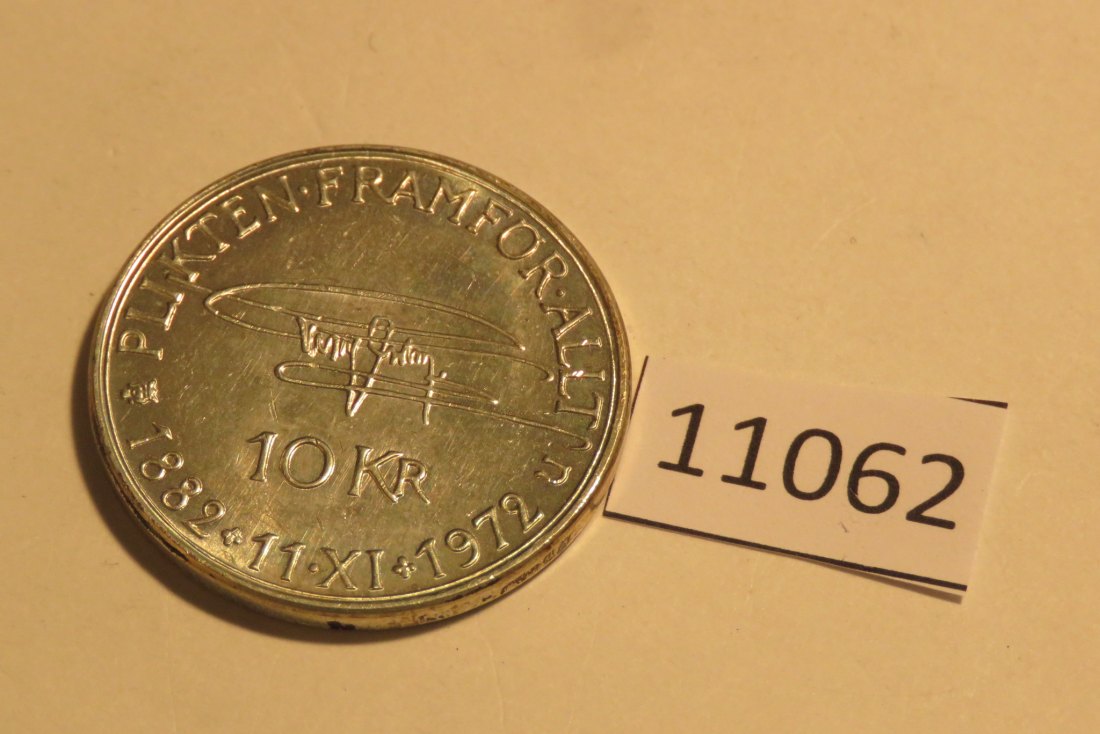 PLIKTEN·FRAMFÖR·ALLT
10 KR
1882 + 11·XI + 1972
11062